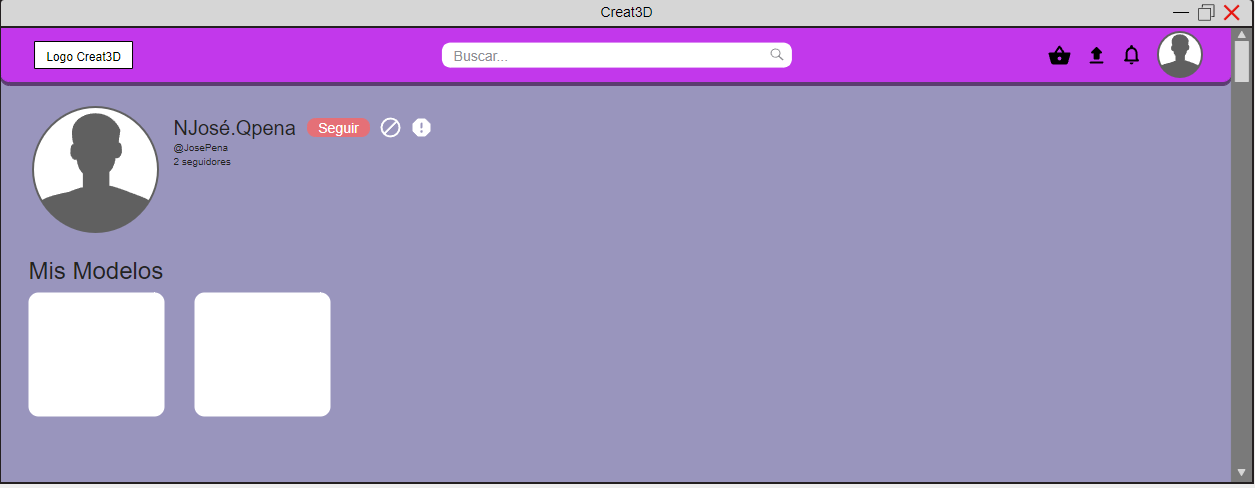 Creat3D
Logo Creat3D
Buscar...
NJosé.Qpena
Seguir
@JosePena
2 seguidores
Mis Modelos